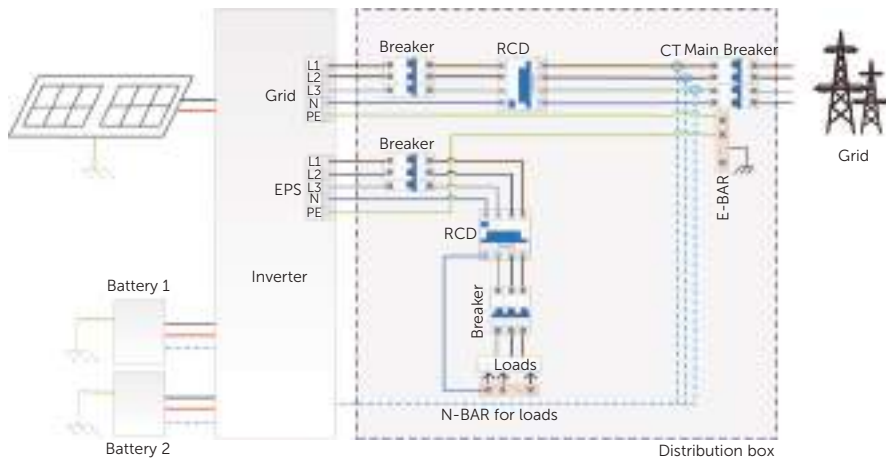 Breaker
RCD
CT Main Breaker
Grid
L1
L2
L3
N
PE
Grid
Breaker
EPS
L1
L2
L3
N
PE
E-BAR
RCD
Inverter
Battery 1
Breaker
Loads
N-BAR for loads
Battery 2
Distribution box